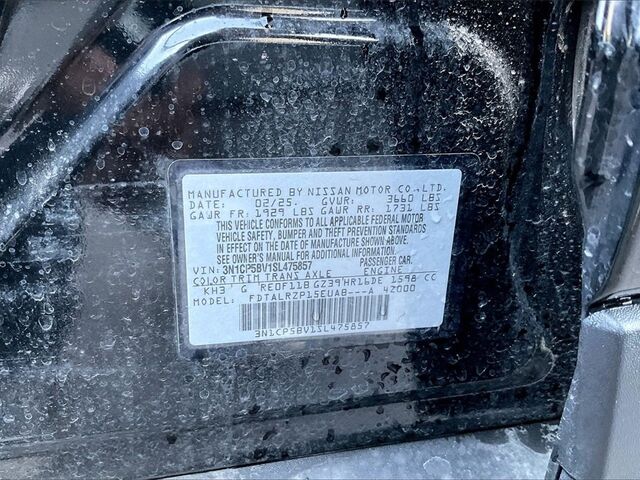 MANUFACTURED BY NISSAN MOTOR CO., LTD.
DATE: 02/25. GVWR: 3660 LBS
GAWR FR: 1929 LBS GAWR RR: 1731 LBS
THIS VEHICLE CONFORMS TO ALL APPLICABLE FEDERAL MOTOR
VEHICLE SAFETY, BUMPER AND THEFT PREVENTION STANDARDS
IN EFFECT ON THE DATE OF MANUFACTURE SHOWN ABOVE.
SEE OWNER'S MANUAL FOR ADDITIONAL INFORMATION.
VIN: 3N1CP5BV1SL475857 PASSENGER CAR
COLOR TRIM TRANS AXLE ENGINE
KH3 G RE0F11B GZ39 HR16DE 1598 CC
MODEL: FDTALRZP15EUAB---A 42000
3N1CP5BV1SL475857